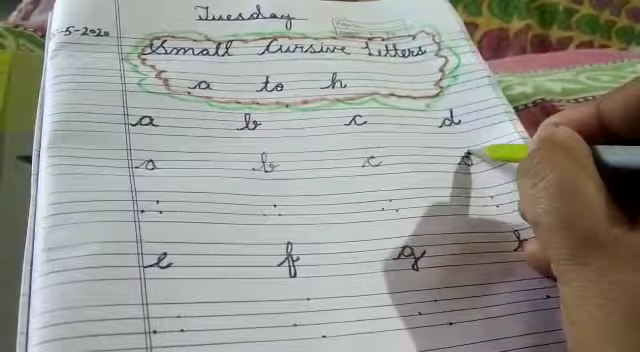 Tuesday
-5-2020
Small Cursive Letters
a to h
a b c d
a b c d
e f g h